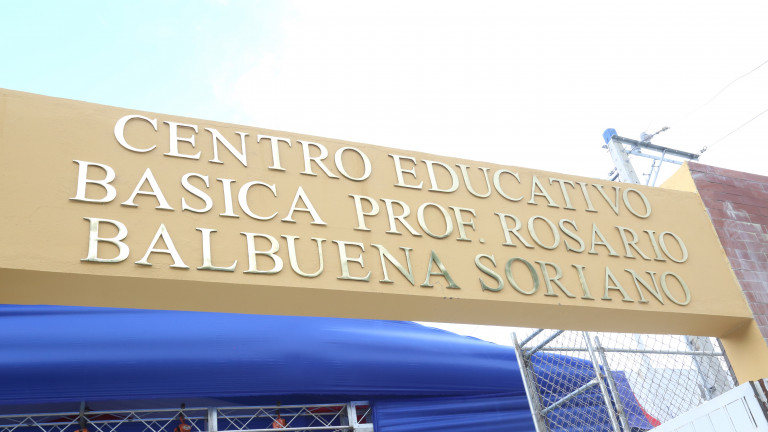 CENTRO EDUCATIVO
BASICA PROF. ROSARIO
BALBUENA SORIANO